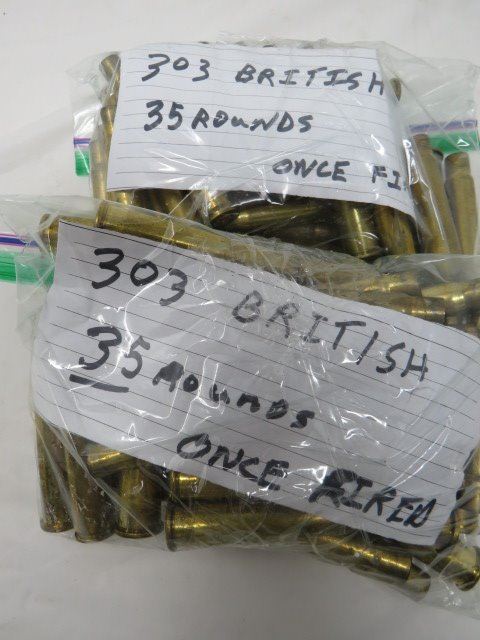 303 BRITISH
35 ROUNDS
ONCE FI
303 BRITISH
35 ROUNDS
ONCE FIRED